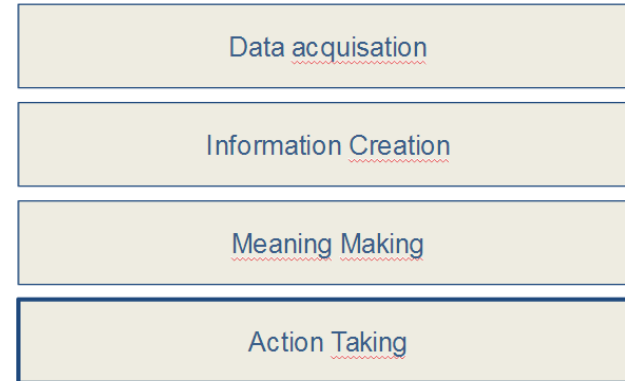 Data acquisation
Information Creation
Meaning Making
Action Taking